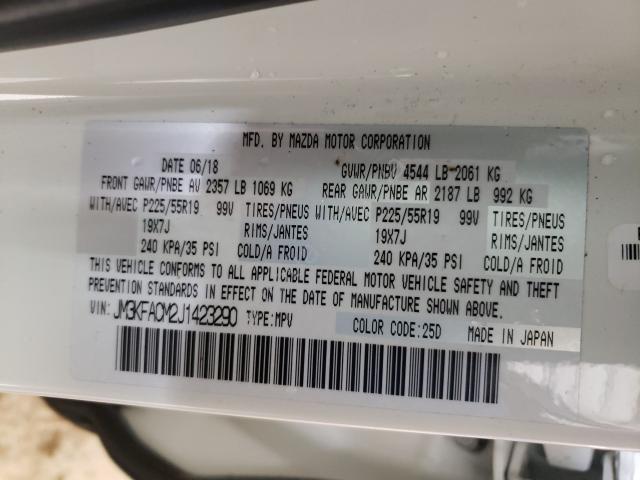 MFD. BY MAZDA MOTOR CORPORATION
DATE 06/18 GVWR/PNBV 4544 LB 2061 KG
FRONT GAWR/PNBE AV 2357 LB 1069 KG REAR GAWR/PNBE AR 2187 LB 992 KG
WITH/AVEC P225/55R19 99V TIRES/PNEUS WITH/AVEC P225/55R19 99V TIRES/PNEUS
19X7J RIMS/JANTES 19X7J RIMS/JANTES
240 KPA/35 PSI COLD/A FROID 240 KPA/35 PSI COLD/A FROID
THIS VEHICLE CONFORMS TO ALL APPLICABLE FEDERAL MOTOR VEHICLE SAFETY AND THEFT
PREVENTION STANDARDS IN EFFECT ON THE DATE OF MANUFACTURE SHOWN ABOVE.
VIN: JM3KFACM2J1423290 TYPE:MPV COLOR CODE:25D MADE IN JAPAN